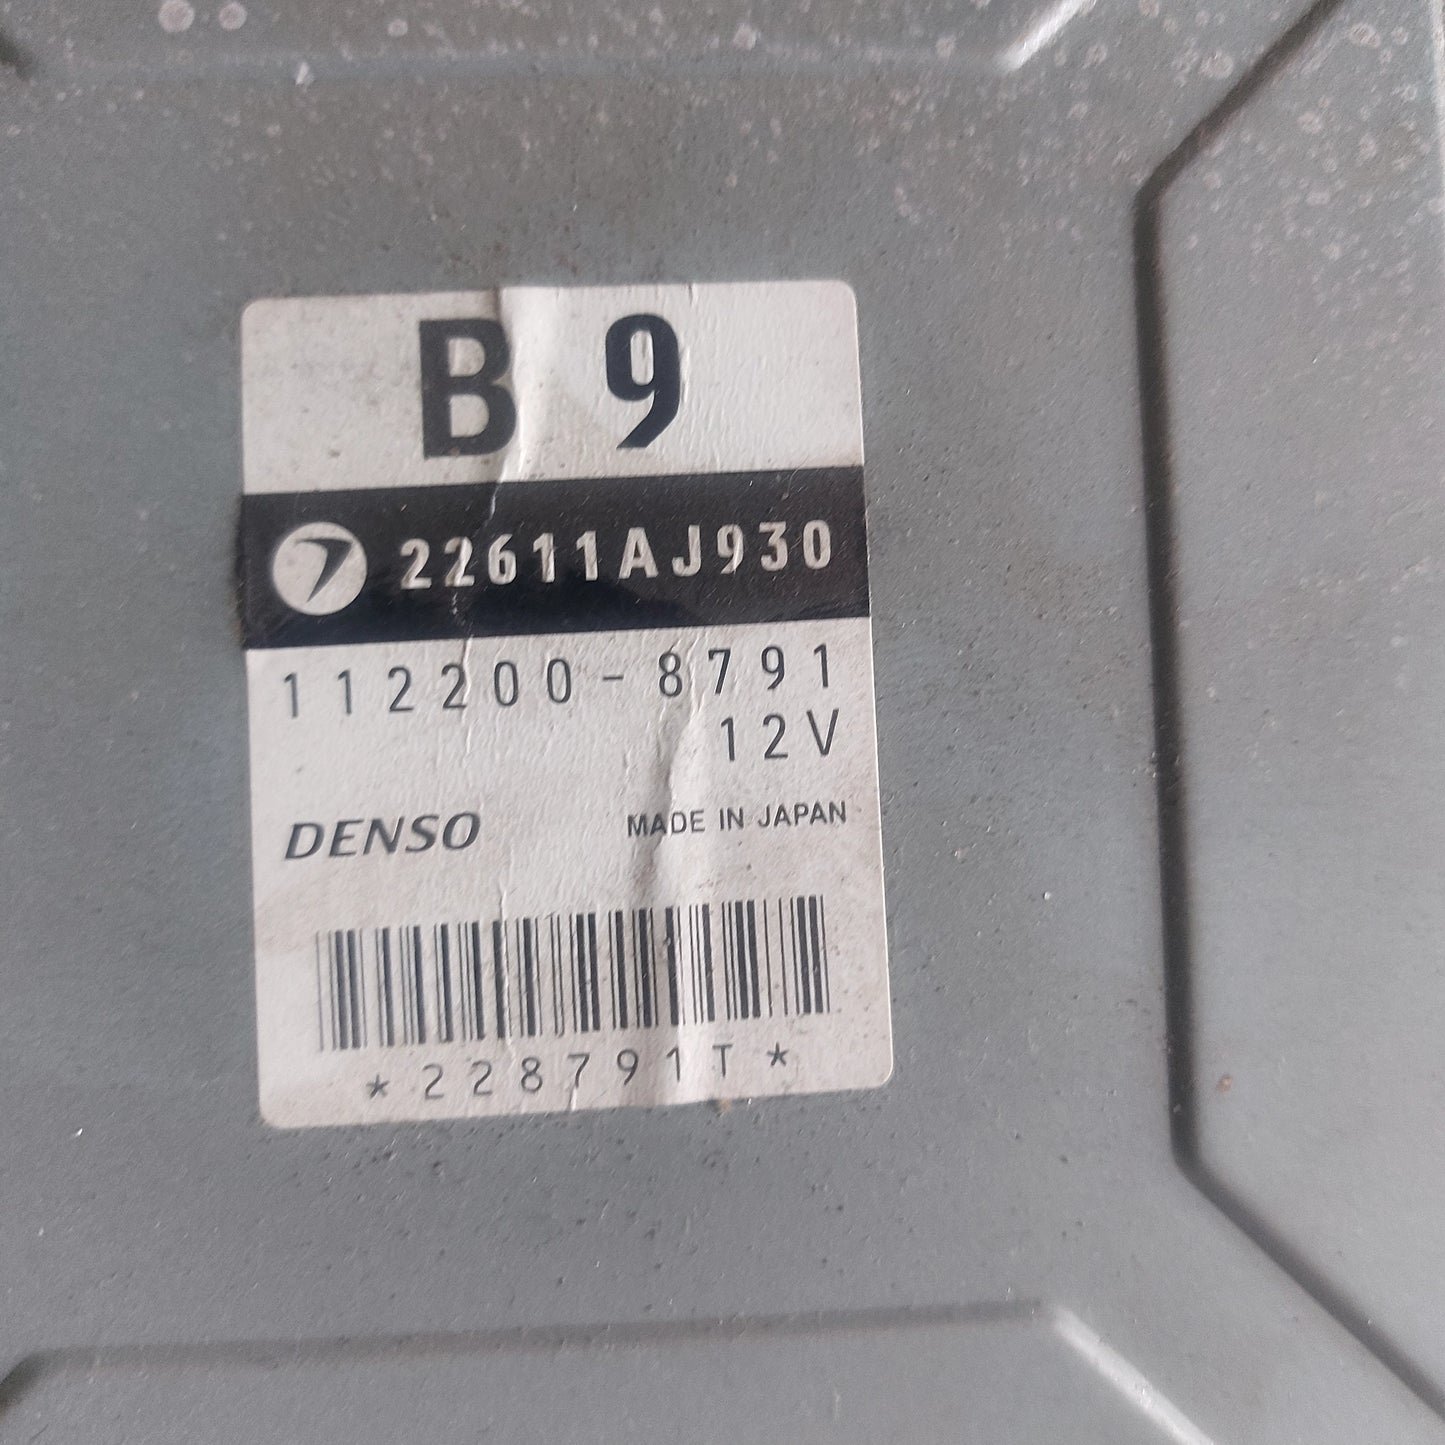 B 9
22611AJ930
112200-8791
12V
DENSO MADE IN JAPAN
*228791T*